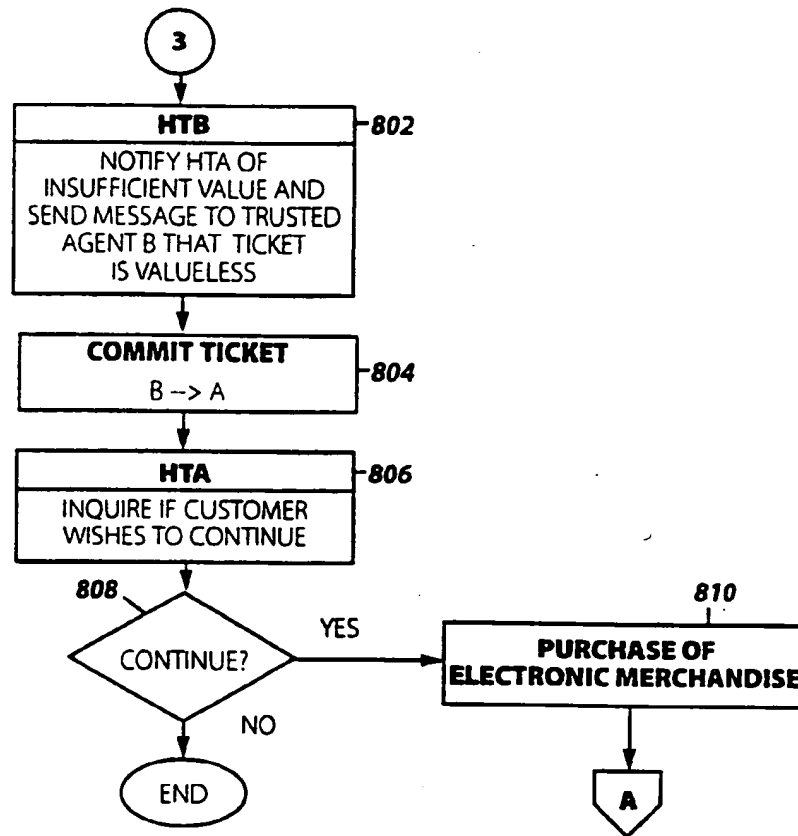 3
HTB
802
NOTIFY HTA OF
INSUFFICIENT VALUE AND
SEND MESSAGE TO TRUSTED
AGENT B THAT TICKET
IS VALUELESS
COMMIT TICKET
804
B --> A
HTA
806
INQUIRE IF CUSTOMER
WISHES TO CONTINUE
808
CONTINUE?
YES
810
PURCHASE OF
ELECTRONIC MERCHANDISE
NO
END
A